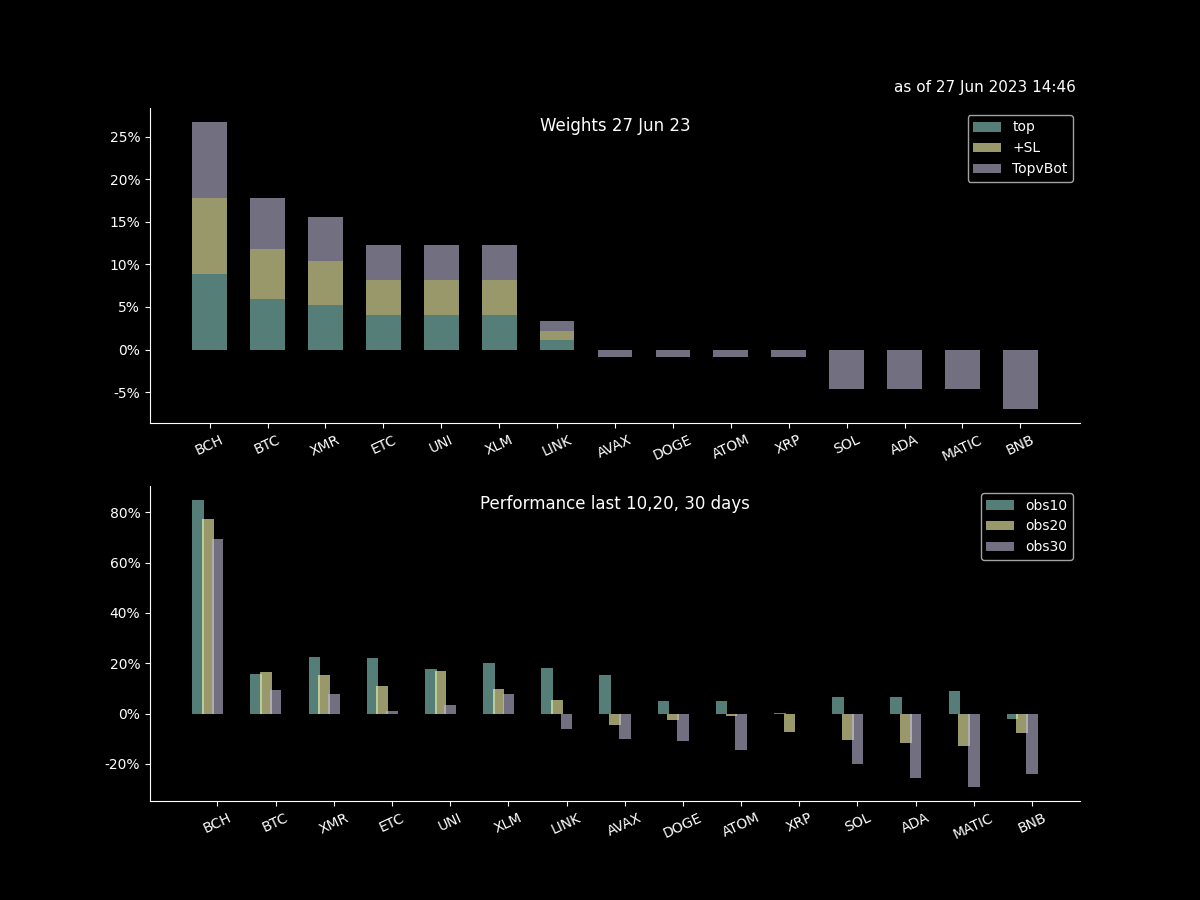 as of 27 Jun 2023 14:46
Weights 27 Jun 23
top
+SL
TopvBot
25%
20%
15%
10%
5%
0%
-5%
BCH BTC XMR ETC UNI XLM LINK AVAX DOGE ATOM XRP SOL ADA MATIC BNB
Performance last 10,20, 30 days
obs10
obs20
obs30
80%
60%
40%
20%
0%
-20%
BCH BTC XMR ETC UNI XLM LINK AVAX DOGE ATOM XRP SOL ADA MATIC BNB